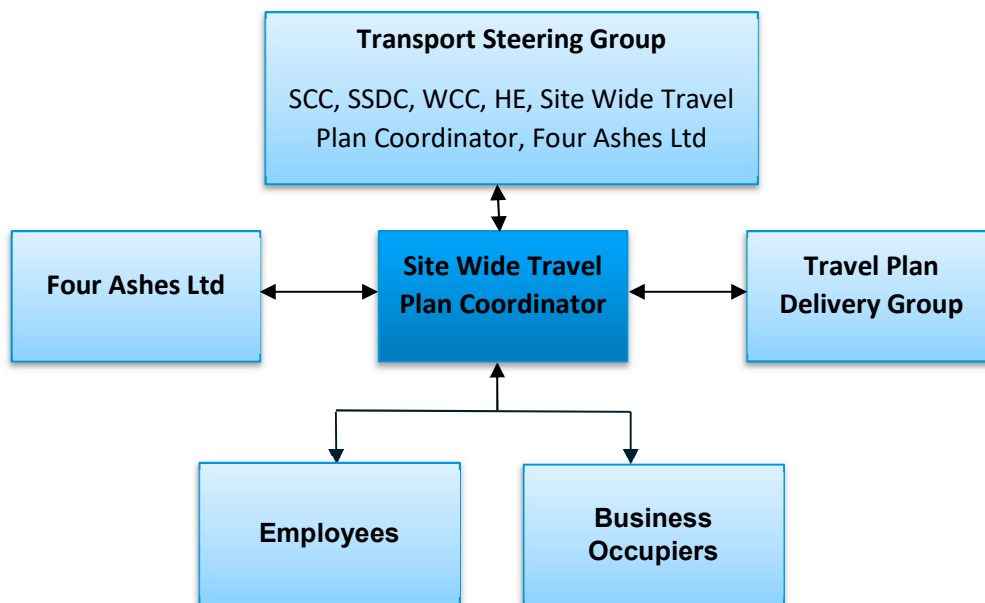 Transport Steering Group
SCC, SSDC, WCC, HE, Site Wide Travel
Plan Coordinator, Four Ashes Ltd
Four Ashes Ltd
Site Wide Travel
Plan Coordinator
Travel Plan
Delivery Group
Employees
Business
Occupiers